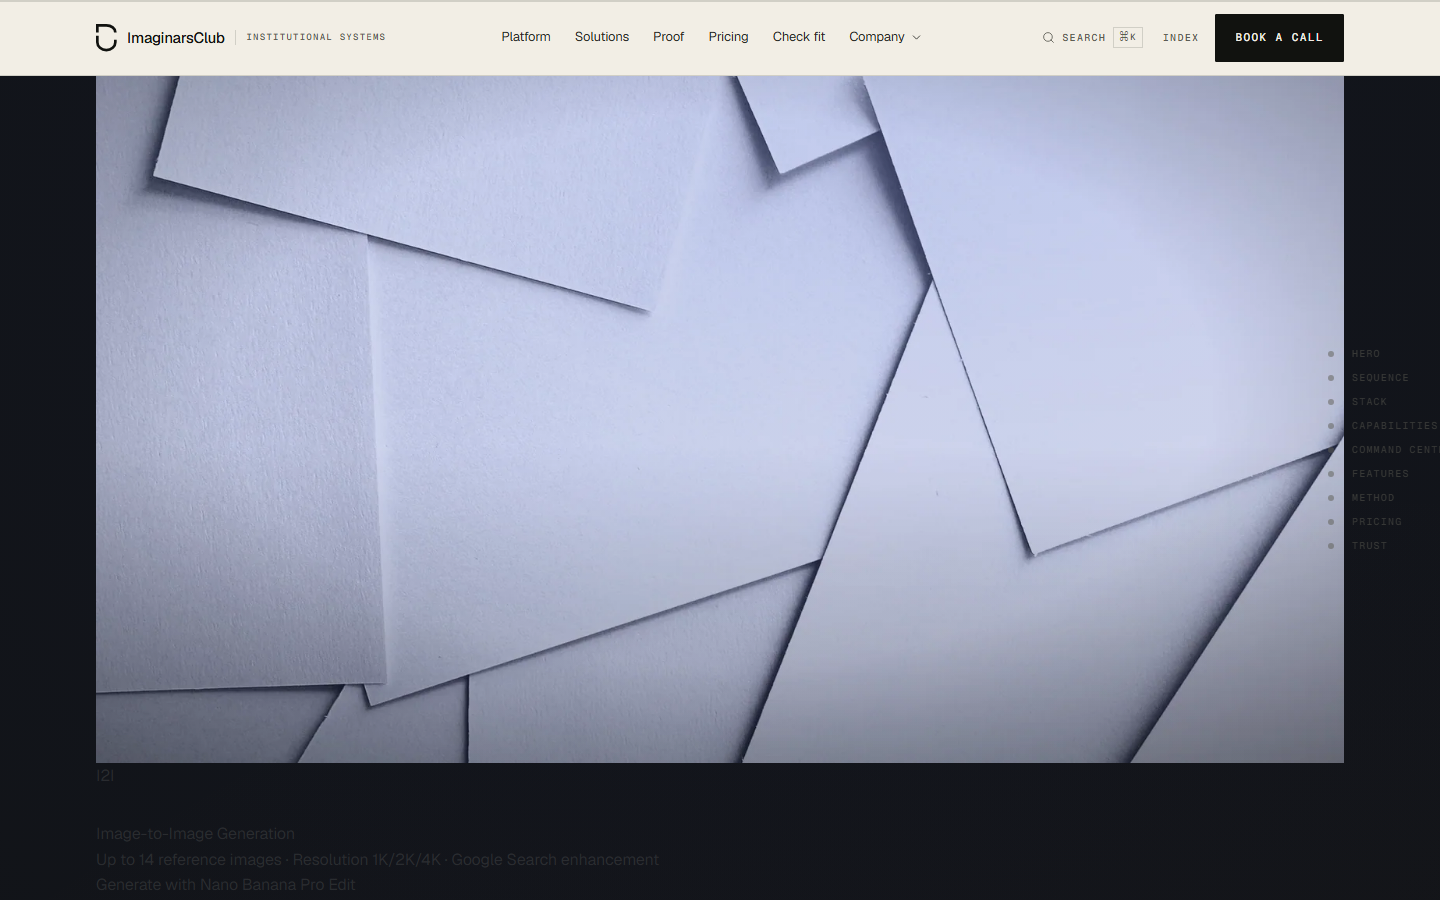 ImaginarsClub
INSTITUTIONAL SYSTEMS
Platform
Solutions
Proof
Pricing
Check fit
Company
SEARCH
⌘K
INDEX
BOOK A CALL
HERO
SEQUENCE
STACK
CAPABILITIES
COMMAND CENT
FEATURES
METHOD
PRICING
TRUST
I2I
Image-to-Image Generation
Up to 14 reference images · Resolution 1K/2K/4K · Google Search enhancement
Generate with Nano Banana Pro Edit